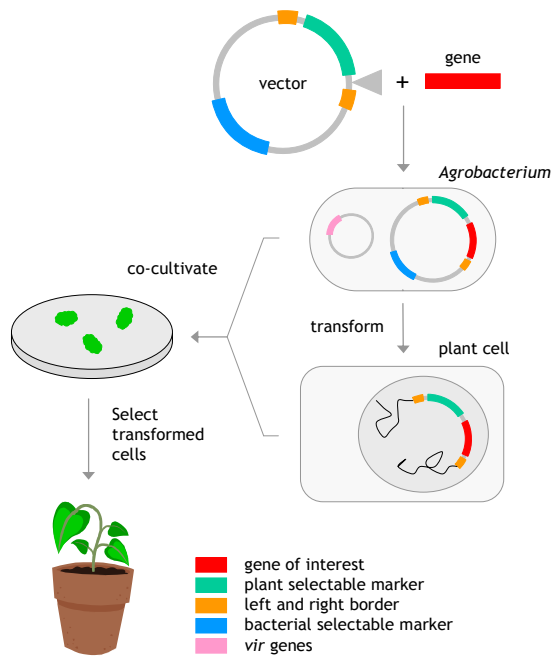 gene
vector
+
Agrobacterium
co-cultivate
transform
plant cell
Select
transformed
cells
gene of interest
plant selectable marker
left and right border
bacterial selectable marker
vir genes